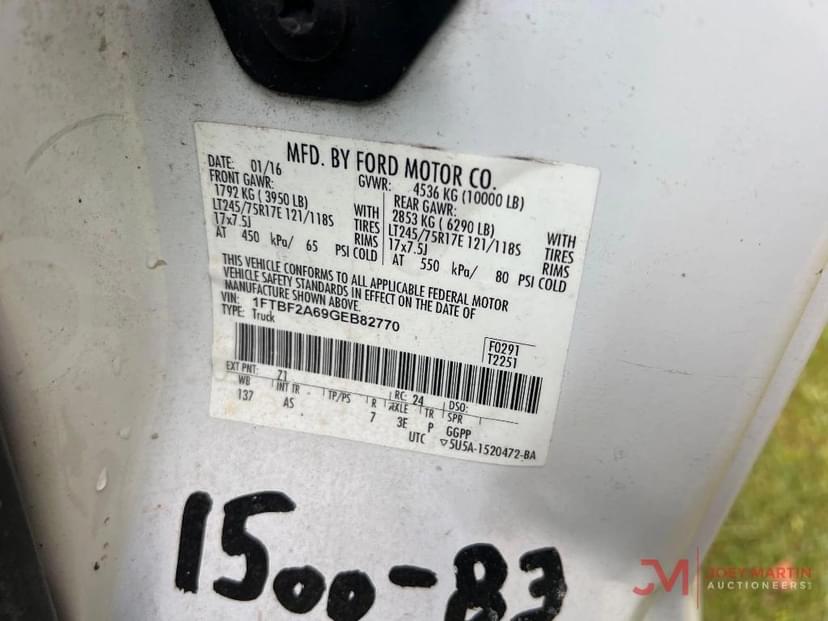 MFD. BY FORD MOTOR CO.
DATE: 01/16 GVWR: 4536 KG (10000 LB)
FRONT GAWR: REAR GAWR:
1792 KG ( 3950 LB) WITH 2853 KG ( 6290 LB) WITH
LT245/75R17E 121/118S TIRES LT245/75R17E 121/118S TIRES
17x7.5J RIMS 17x7.5J RIMS
AT 450 kPa/ 65 PSI COLD AT 550 kPa/ 80 PSI COLD
THIS VEHICLE CONFORMS TO ALL APPLICABLE FEDERAL MOTOR
VEHICLE SAFETY STANDARDS IN EFFECT ON THE DATE OF
MANUFACTURE SHOWN ABOVE.
VIN: 1FTBF2A69GEB82770
TYPE: Truck
F0291
T2251
EXT PNT: Z1 RC: 24 DSO:
WB INT TR TP/PS R AXLE TR SPR
137 AS 7 3E P GGPP
UTC ▽5U5A-1520472-BA
1500-83
JM JOEY MARTIN
AUCTIONEERS